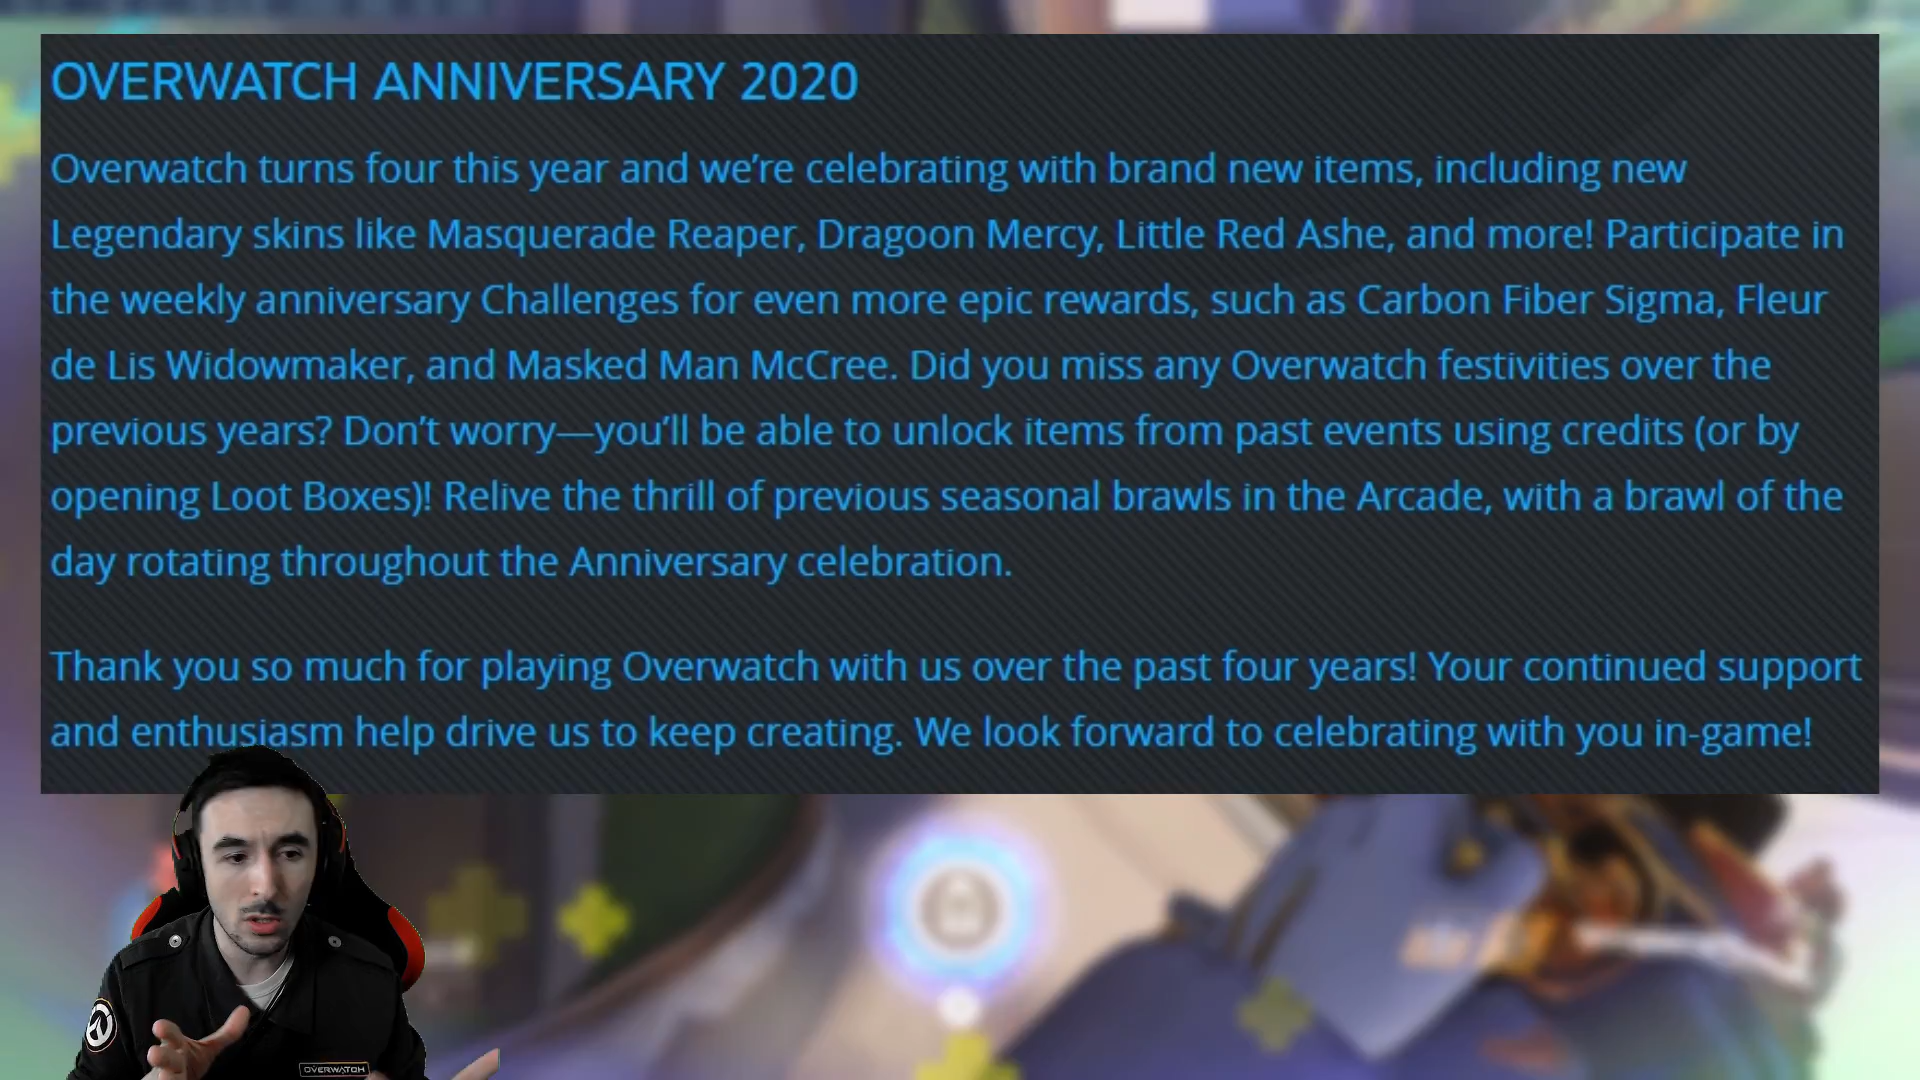 OVERWATCH ANNIVERSARY 2020
Overwatch turns four this year and we’re celebrating with brand new items, including new
Legendary skins like Masquerade Reaper, Dragoon Mercy, Little Red Ashe, and more! Participate in
the weekly anniversary Challenges for even more epic rewards, such as Carbon Fiber Sigma, Fleur
de Lis Widowmaker, and Masked Man McCree. Did you miss any Overwatch festivities over the
previous years? Don’t worry—you’ll be able to unlock items from past events using credits (or by
opening Loot Boxes)! Relive the thrill of previous seasonal brawls in the Arcade, with a brawl of the
day rotating throughout the Anniversary celebration.
Thank you so much for playing Overwatch with us over the past four years! Your continued support
and enthusiasm help drive us to keep creating. We look forward to celebrating with you in-game!
OVERWATCH